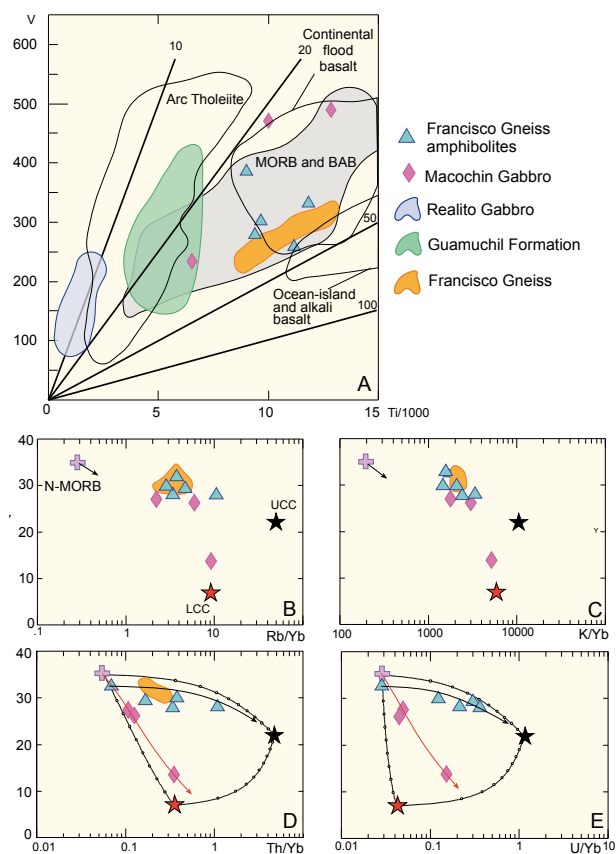 V
600
500
400
300
200
100
10
20
Continental
flood
basalt
Arc Tholeiite
MORB and BAB
50
Ocean-island
and alkali
basalt
100
A
0
5
10
15
Ti/1000
Francisco Gneiss
amphibolites
Macochin Gabbro
Realito Gabbro
Guamuchil Formation
Francisco Gneiss
40
30
20
10
0
N-MORB
UCC
LCC
B
.1
1
10
Rb/Yb
Y
C
100
1000
10000
K/Yb
40
30
20
10
0
D
0.01
0.1
1
Th/Yb
E
0.01
0.1
1
U/Yb
10